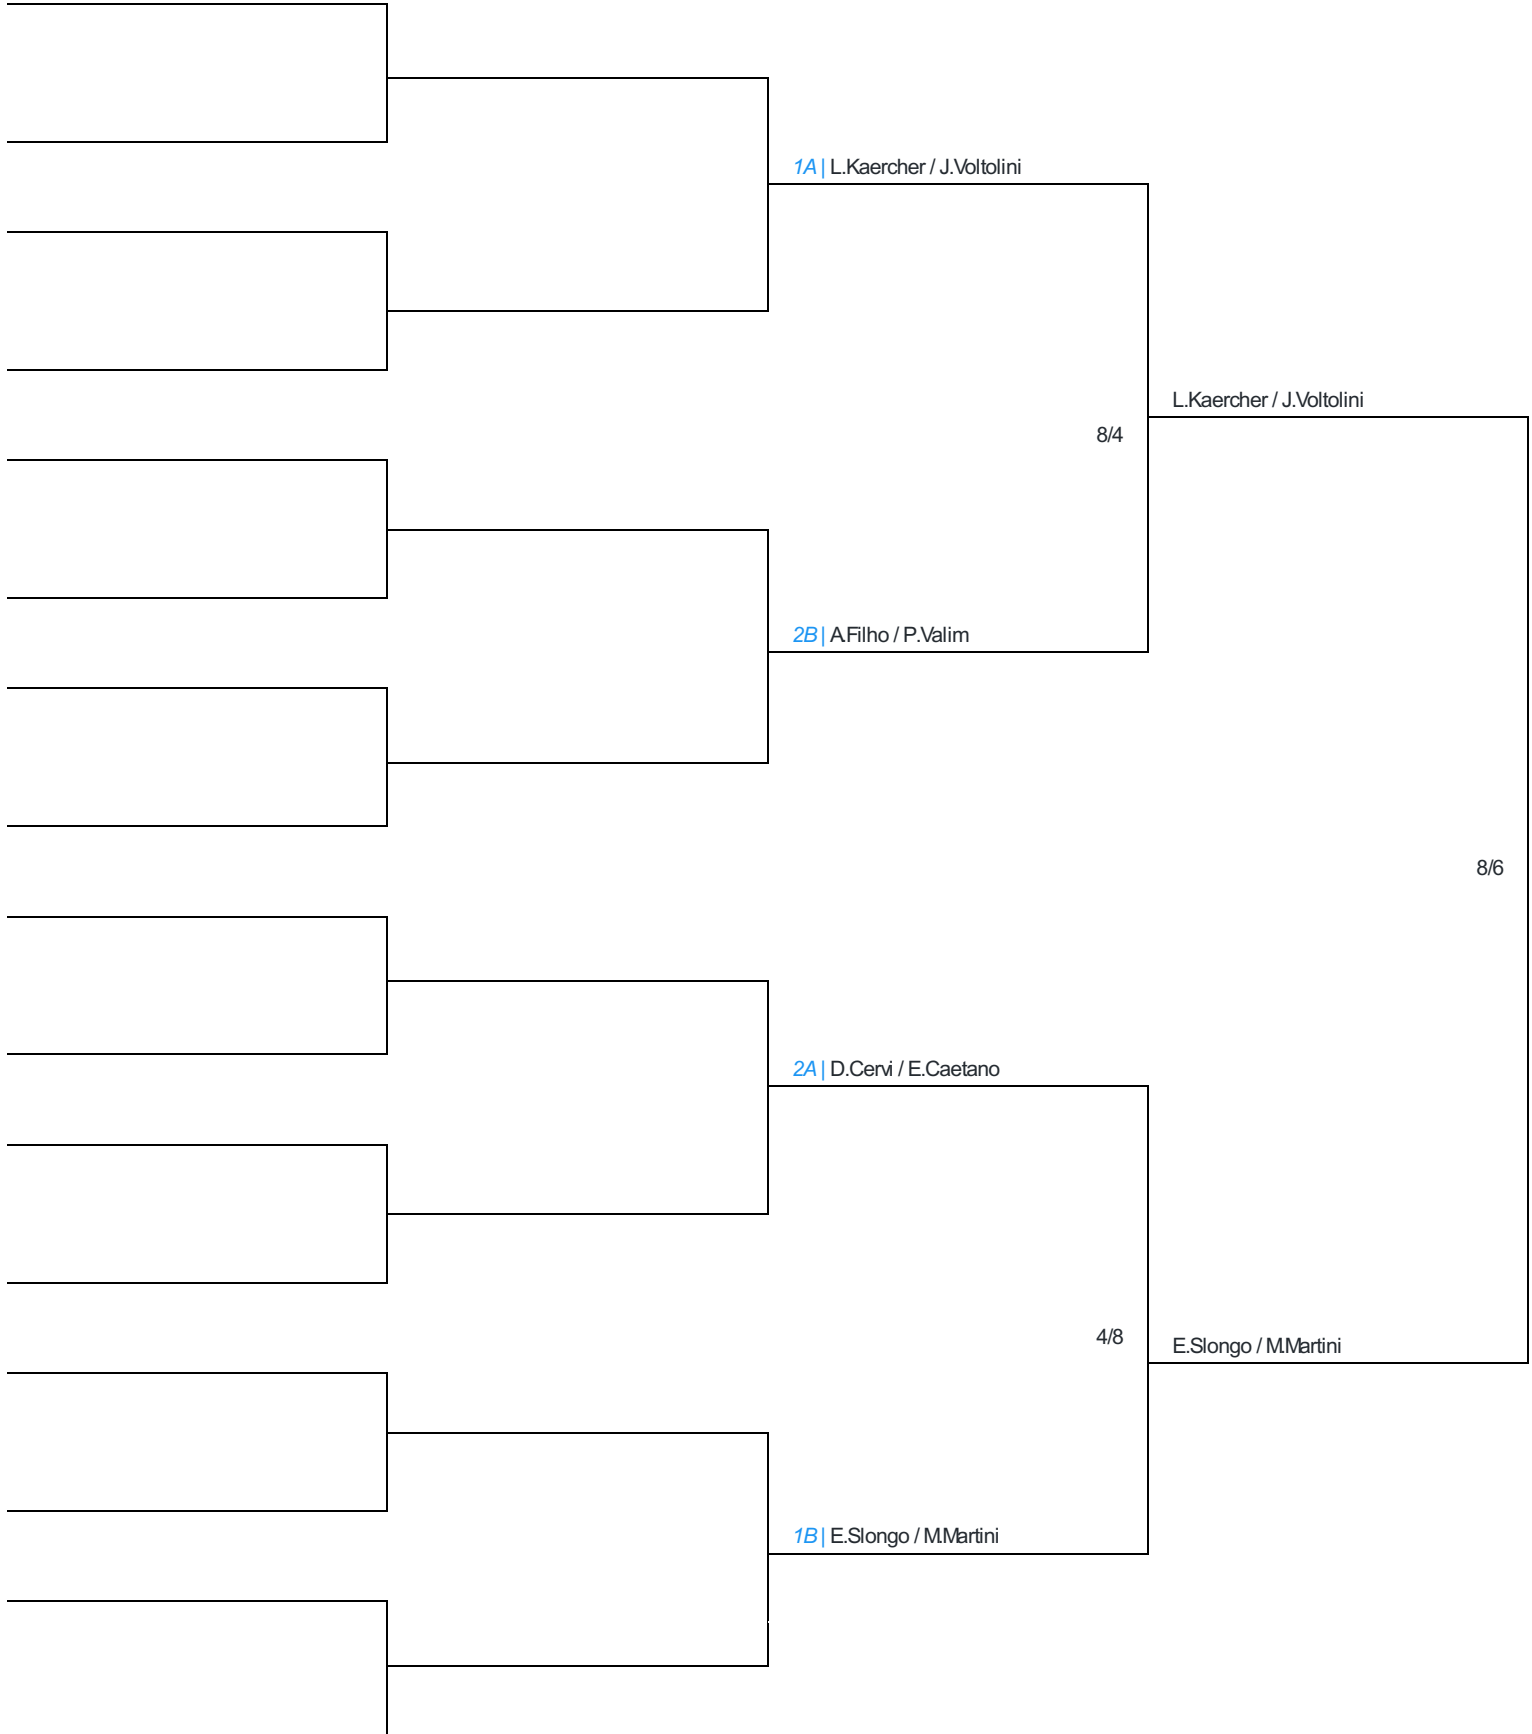 1A | L.Kaercher / J.Voltolini
L.Kaercher / J.Voltolini
8/4
2B | A.Filho / P.Valim
8/6
2A | D.Cervi / E.Caetano
4/8
E.Slongo / M.Martini
1B | E.Slongo / M.Martini